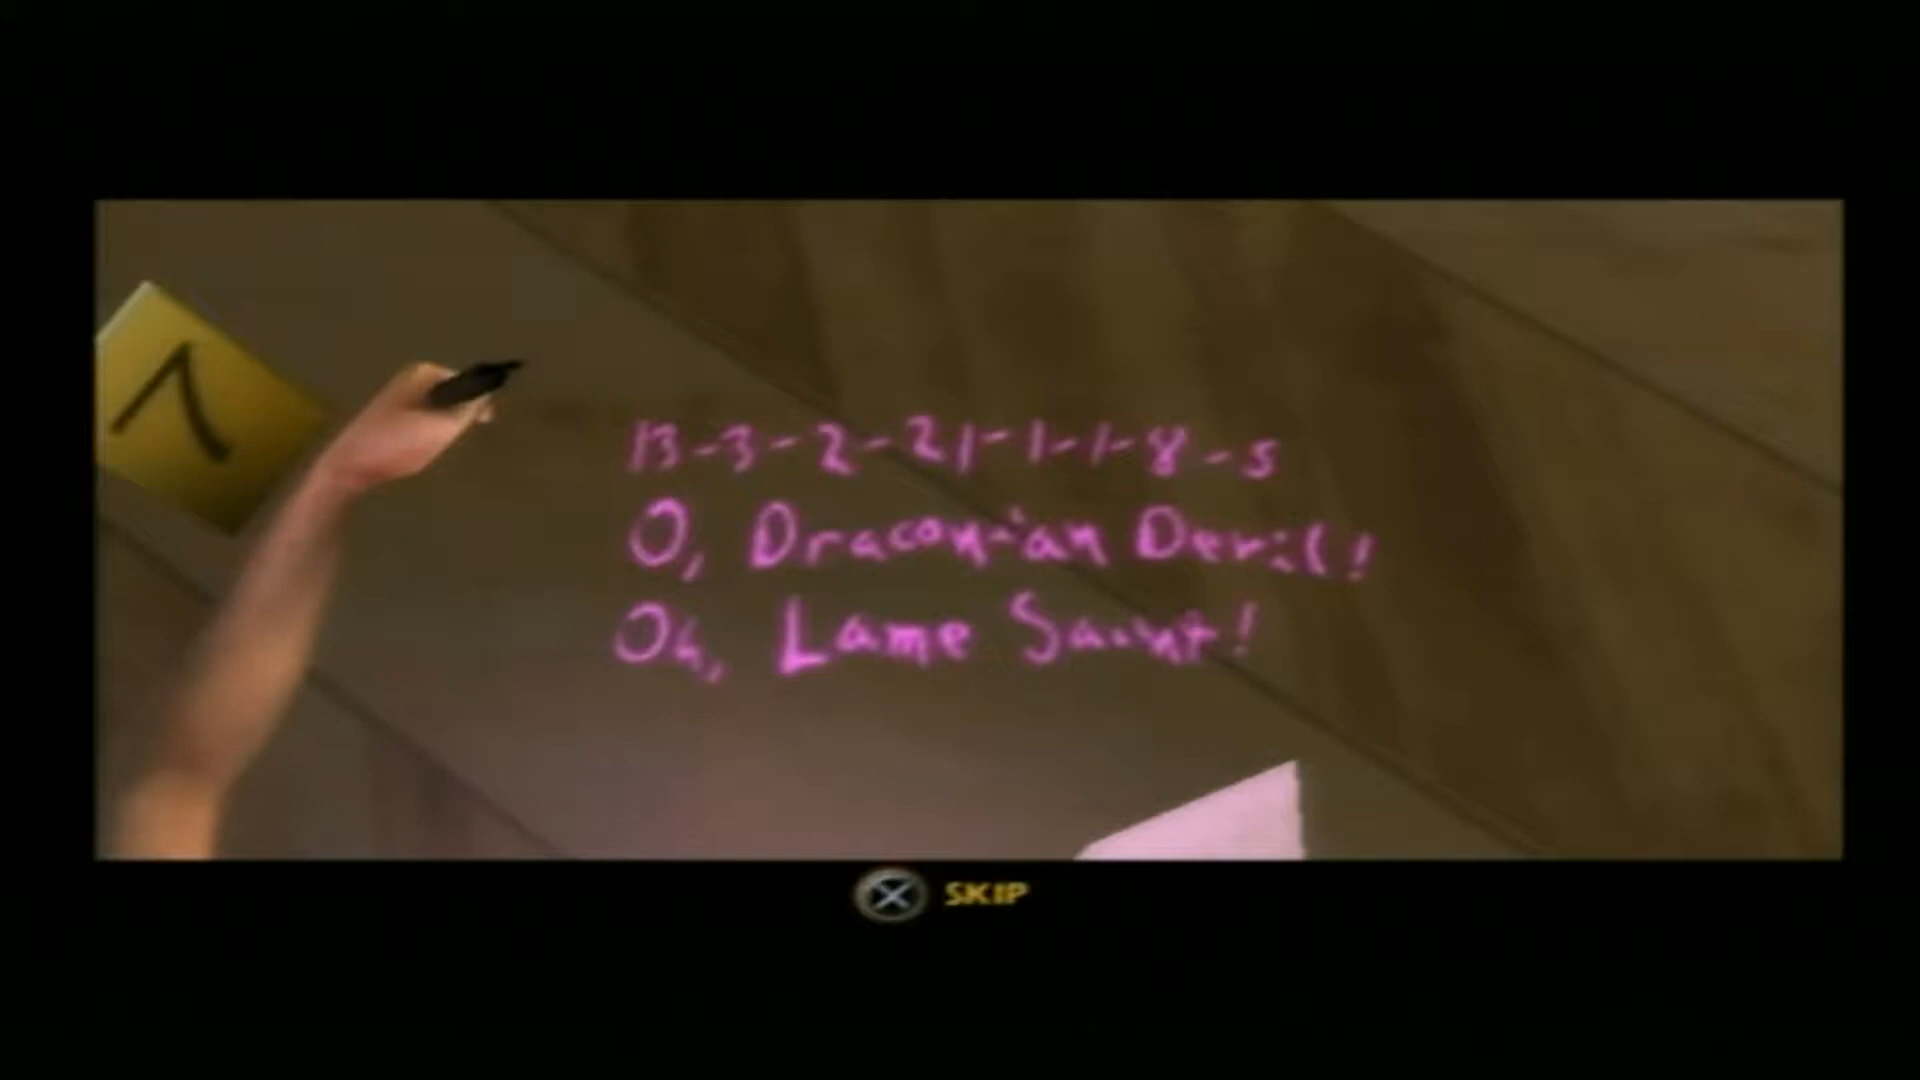 7
13-3-2-21-1-1-8-5
O, Draconian Devil!
Oh, Lame Saint!
SKIP